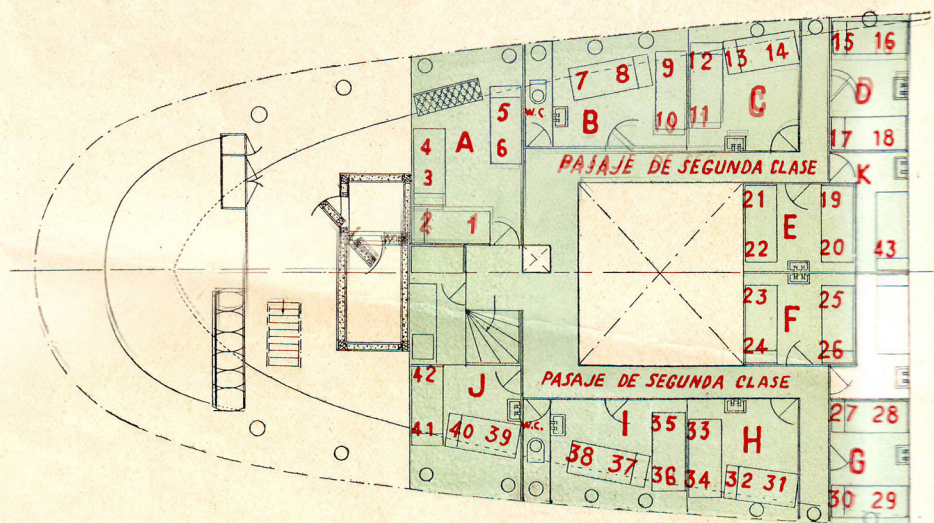 15 16
12 13 14
9
7 8
5
D
C
W.C
B
10 11
6
A
4
17 18
3
PASAJE DE SEGUNDA CLASE
K
21 19
2 1
E
22 20 43
23 25
F
24 26
42
J
PASAJE DE SEGUNDA CLASE
27 28
41 40 39
W.C.
I
35 33
H
G
38 37
36 34 32 31
30 29